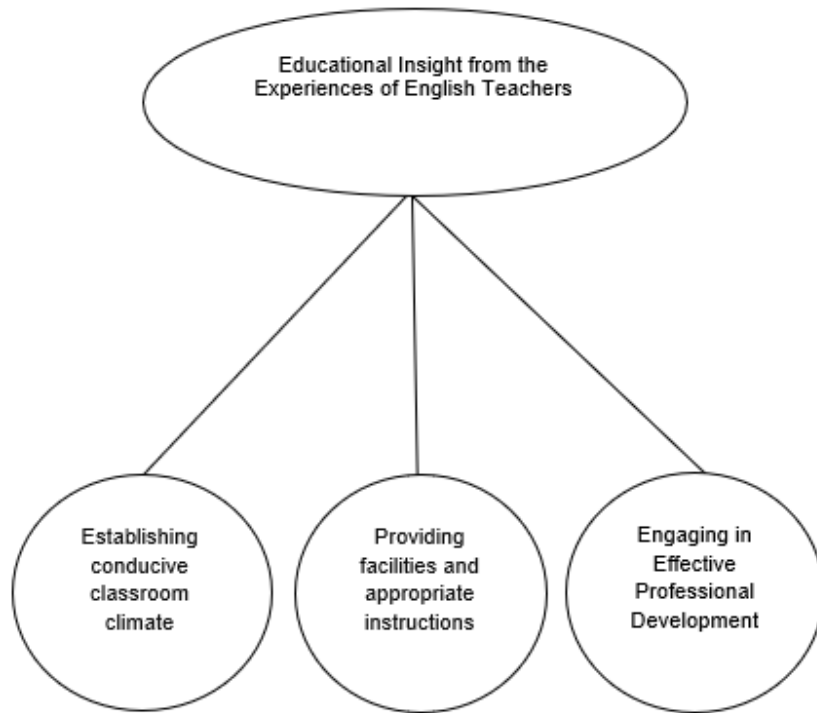 Educational Insight from the
Experiences of English Teachers
Establishing
conducive
classroom
climate
Providing
facilities and
appropriate
instructions
Engaging in
Effective
Professional
Development